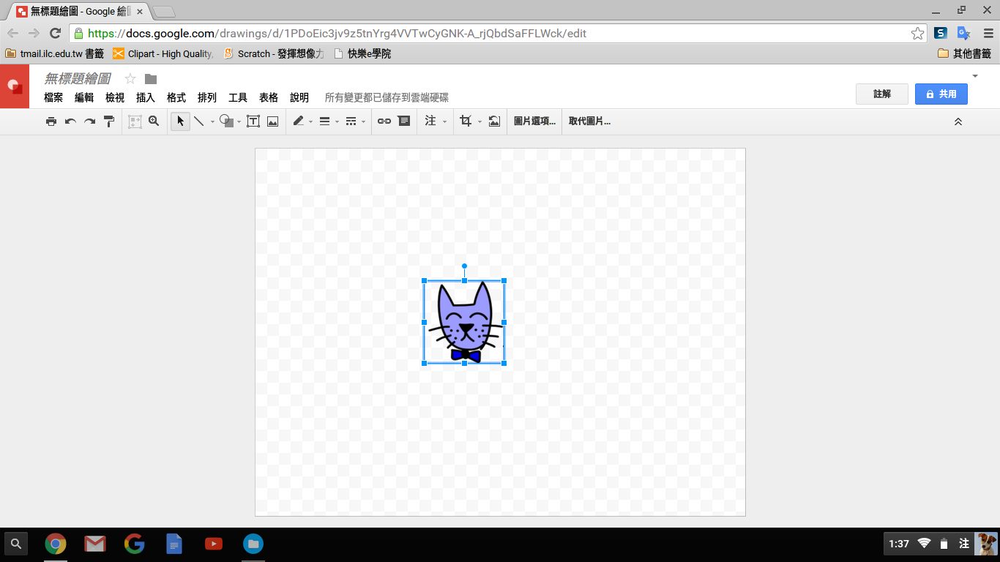 無標題繪圖 - Google 繪
https://docs.google.com/drawings/d/1PDoEic3jv9z5tnYrg4VVTwCyGNK-A_rjQbdSaFFLWck/edit
tmail.ilc.edu.tw 書籤 Clipart - High Quality, Scratch - 發揮想像力 快樂e學院 其他書籤
無標題繪圖
檔案 編輯 檢視 插入 格式 排列 工具 表格 說明 所有變更都已儲存到雲端硬碟 註解 共用
注 圖片選項... 取代圖片...
1:37 注